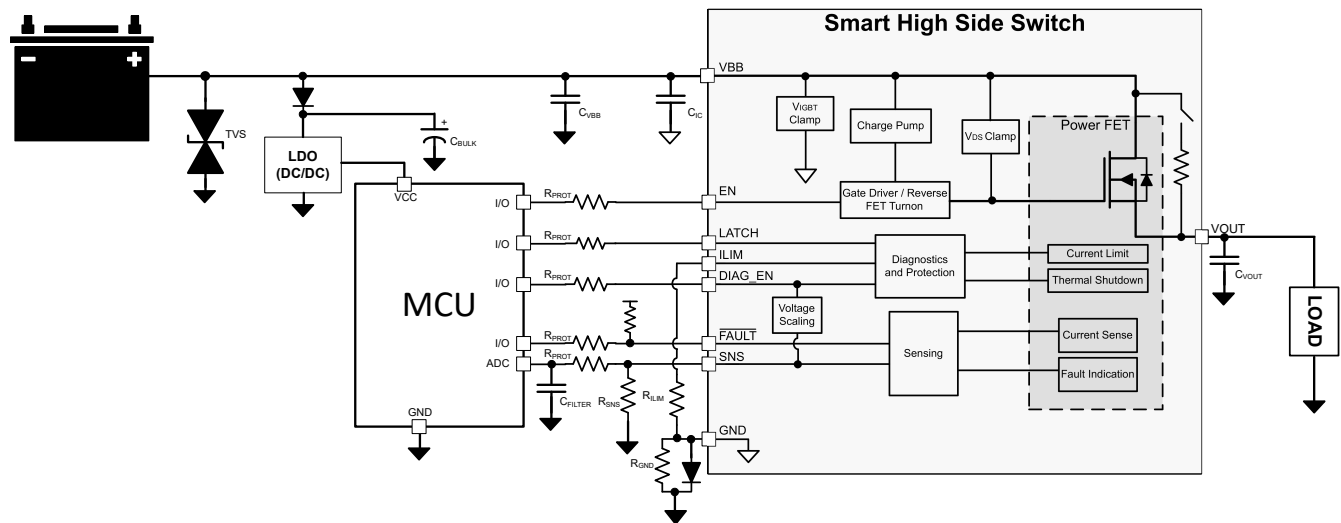 Smart High Side Switch
− +
VBB
TVS
LDO
(DC/DC)
+
CBULK
CVBB
CIC
VIGBT
Clamp
Charge Pump
VDS Clamp
Power FET
VCC
I/O
RPROT
EN
Gate Driver / Reverse
FET Turnon
I/O
RPROT
LATCH
ILIM
I/O
RPROT
DIAG_EN
Diagnostics
and Protection
Current Limit
Thermal Shutdown
VOUT
CVOUT
LOAD
MCU
Voltage
Scaling
I/O
RPROT
FAULT
ADC
RPROT
SNS
Sensing
Current Sense
Fault Indication
CFILTER
RSNS
RILIM
GND
GND
RGND